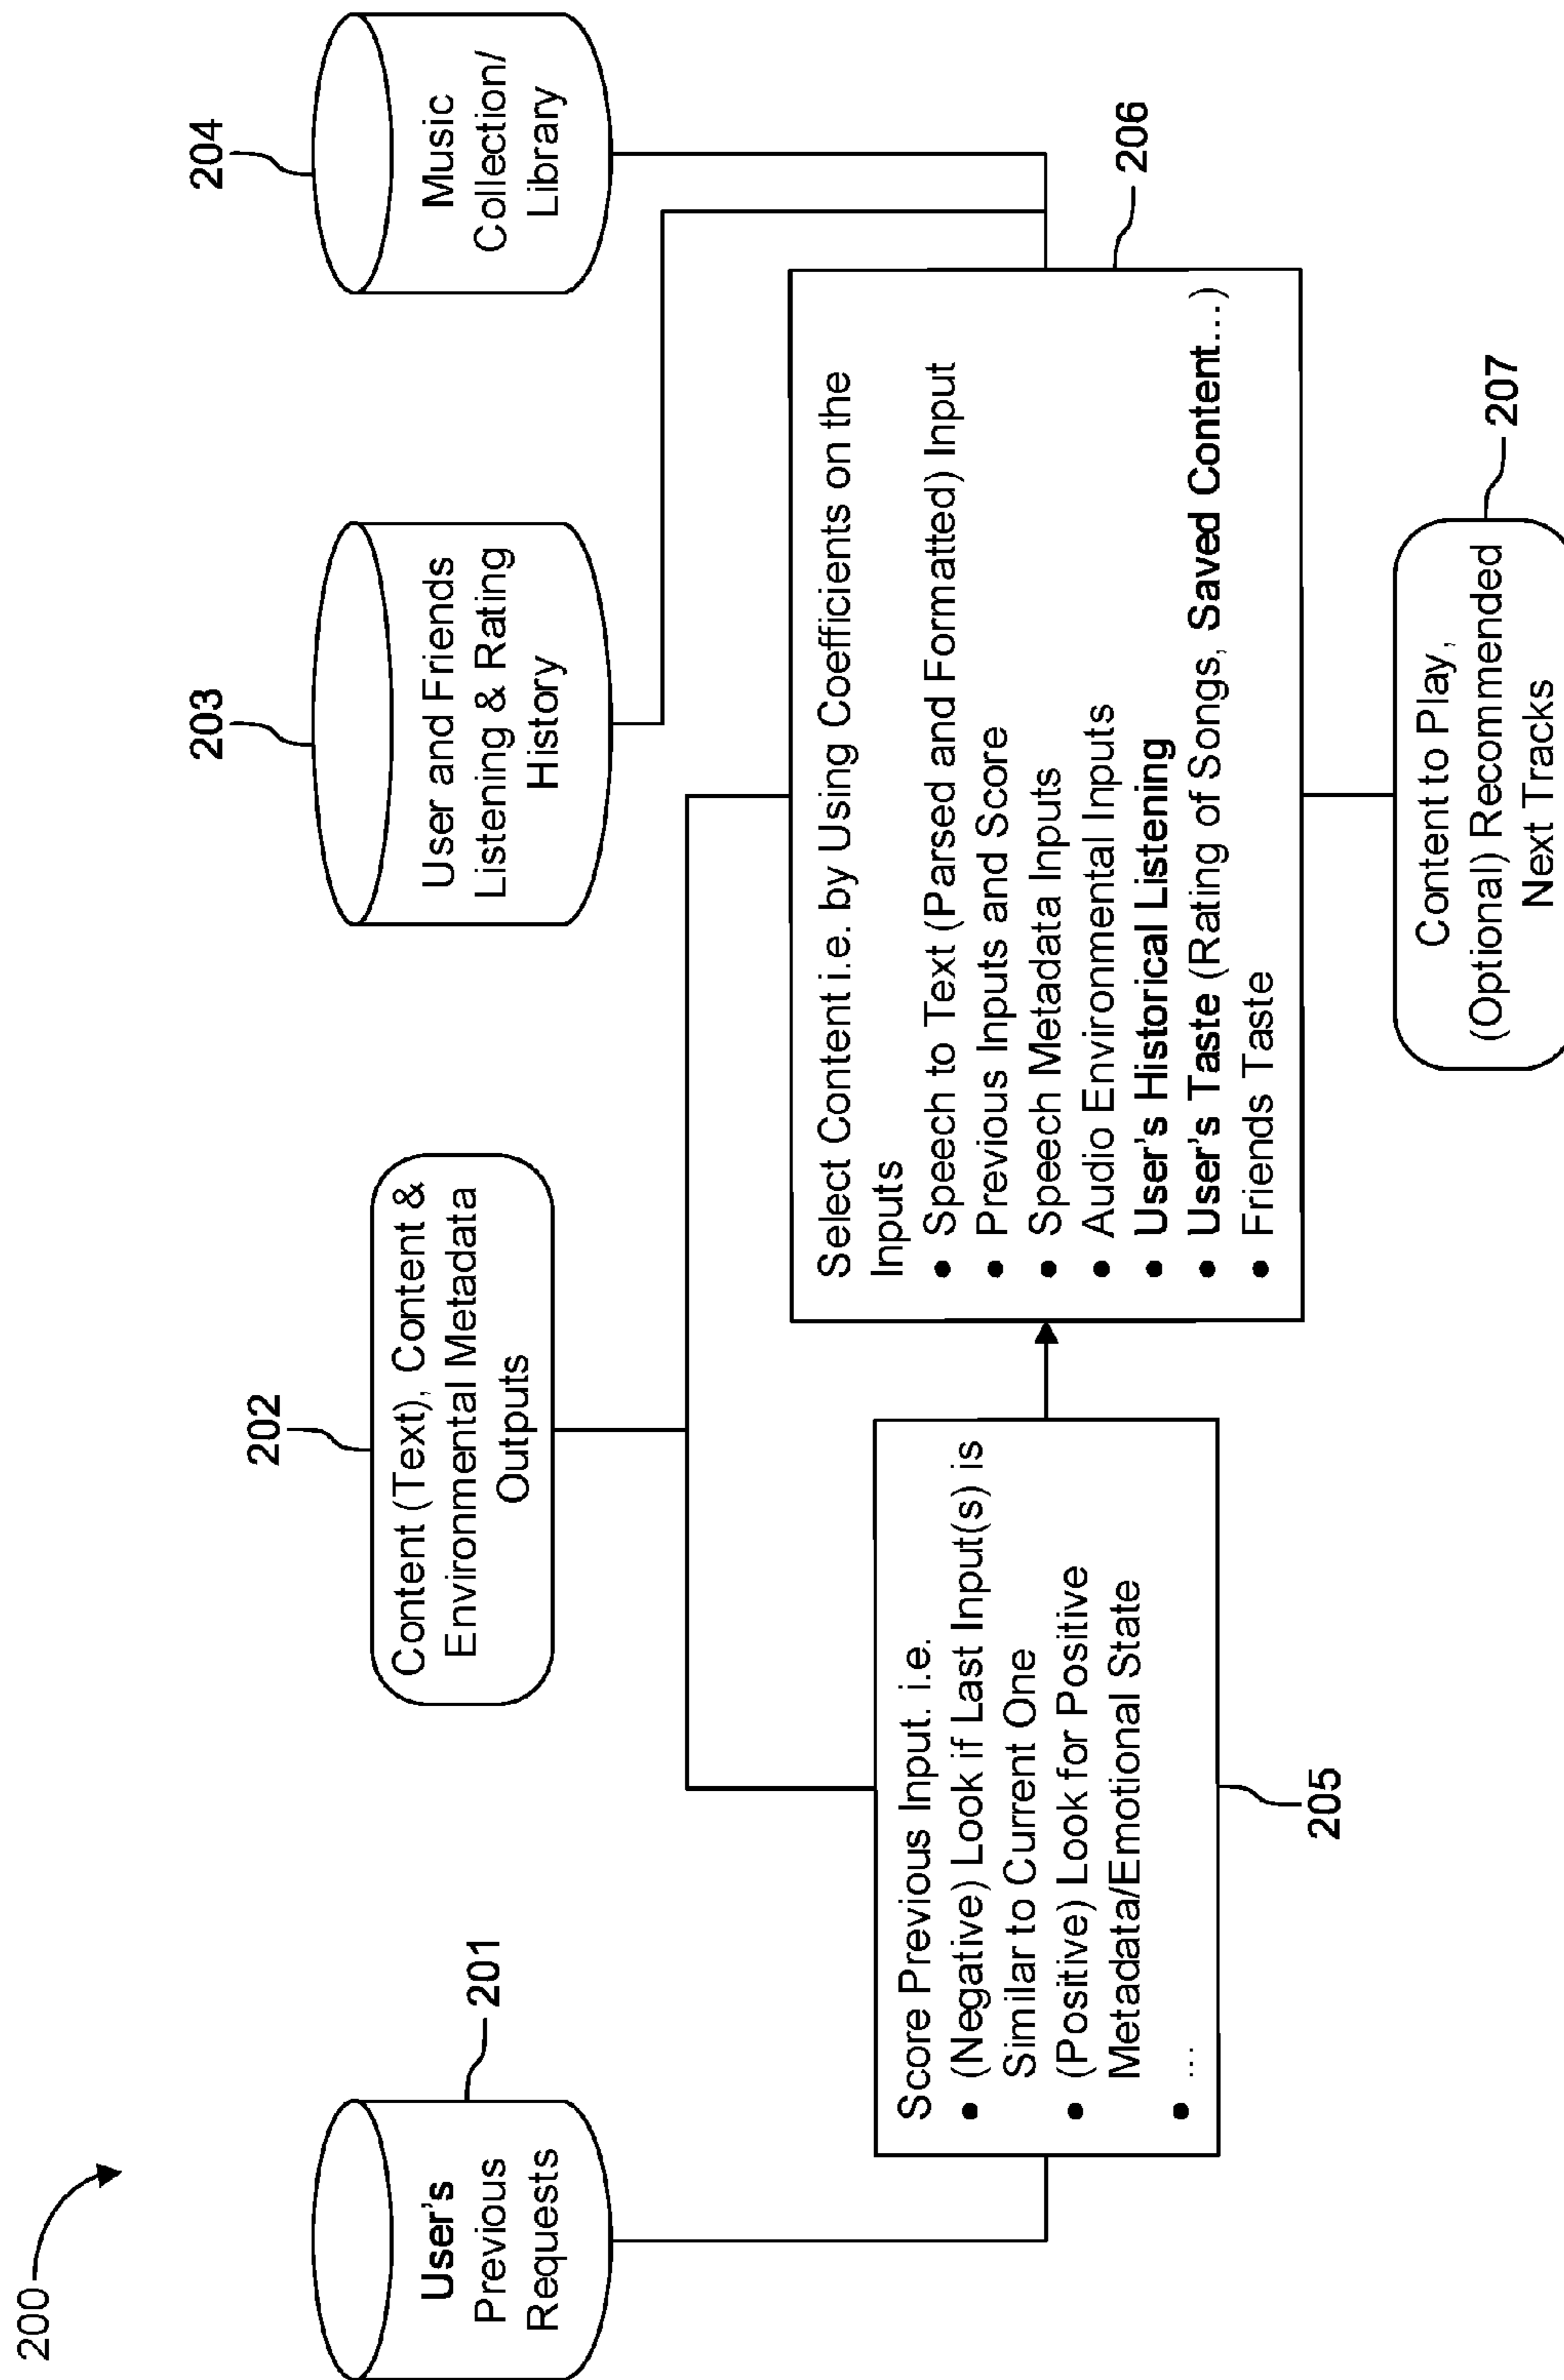 200
201
User's
Previous
Requests
202
Content (Text), Content &
Environmental Metadata
Outputs
203
User and Friends
Listening & Rating
History
204
Music
Collection/
Library
Score Previous Input. i.e.
• (Negative) Look if Last Input(s) is
Similar to Current One
• (Positive) Look for Positive
Metadata/Emotional State
• ...
205
Select Content i.e. by Using Coefficients on the
Inputs
• Speech to Text (Parsed and Formatted) Input
• Previous Inputs and Score
• Speech Metadata Inputs
• Audio Environmental Inputs
• User's Historical Listening
• User's Taste (Rating of Songs, Saved Content...)
• Friends Taste
206
Content to Play,
(Optional) Recommended
Next Tracks
207